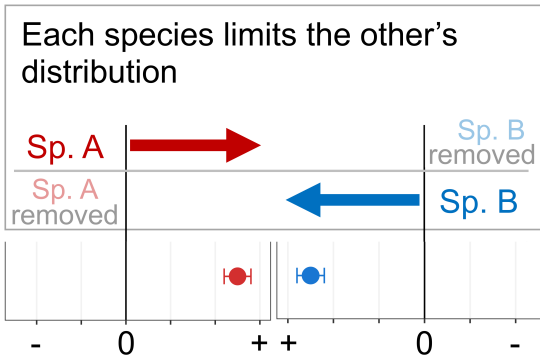 Each species limits the other's
distribution
Sp. A
Sp. B
removed
Sp. A
removed
Sp. B
- 0 + + 0 -